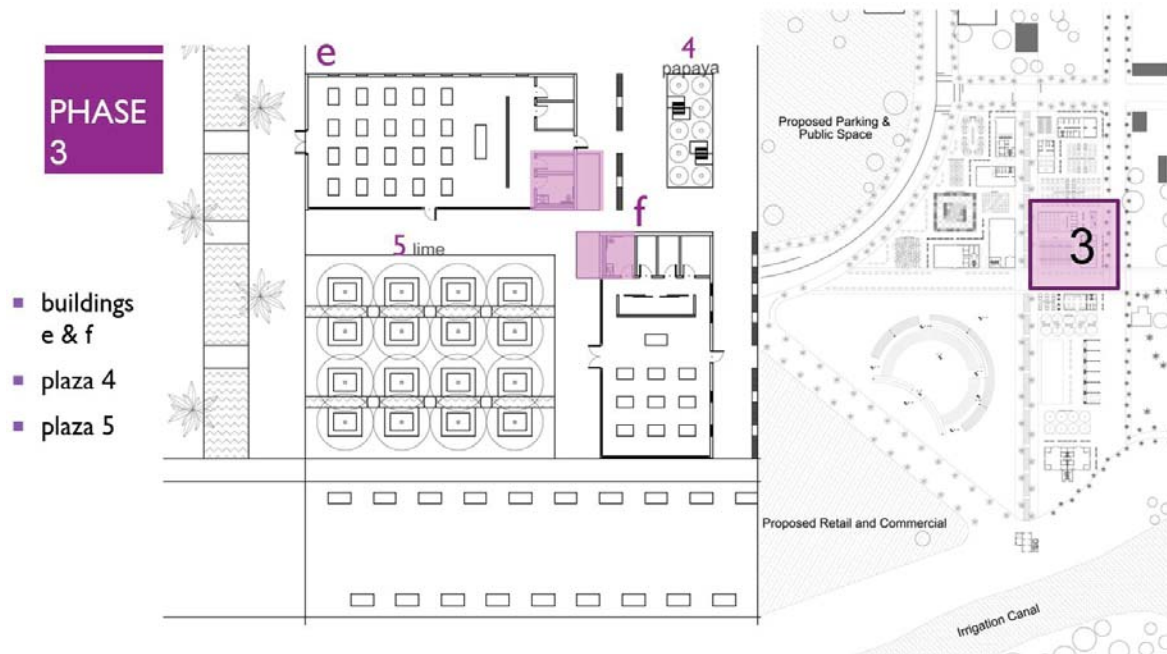 PHASE
3
buildings
e & f
plaza 4
plaza 5
e
4
papaya
f
5 lime
Proposed Parking &
Public Space
3
Proposed Retail and Commercial
Irrigation Canal